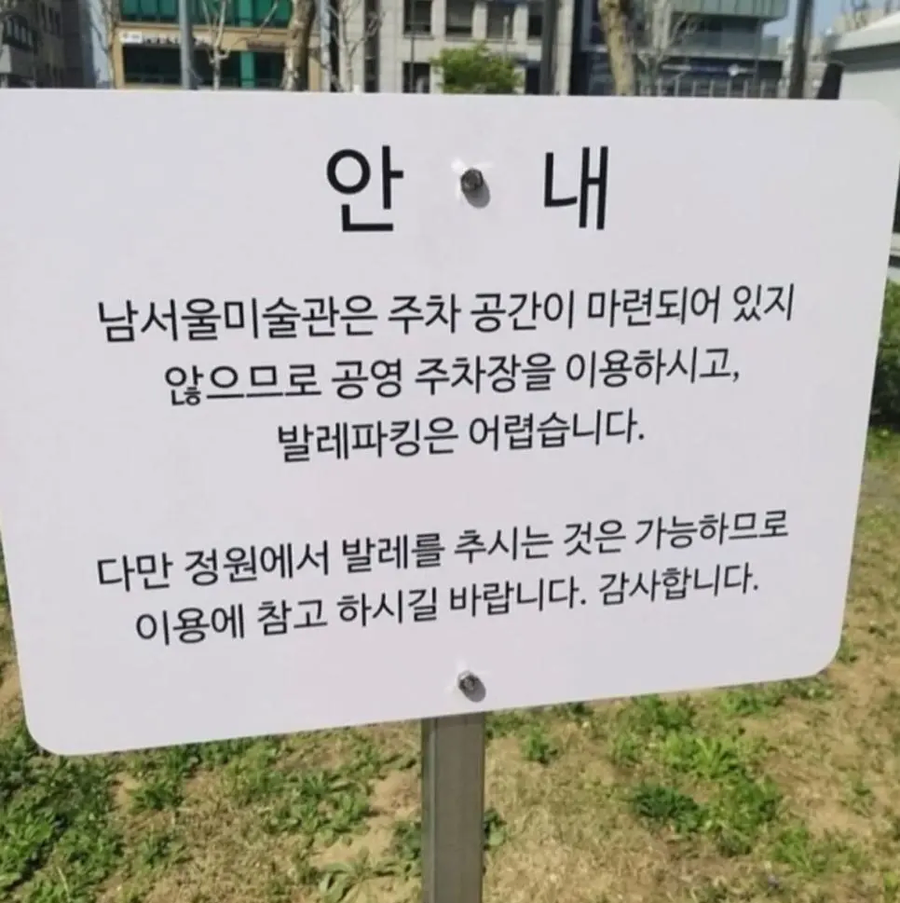 안 내
남서울미술관은 주차 공간이 마련되어 있지
않으므로 공영 주차장을 이용하시고,
발레파킹은 어렵습니다.
다만 정원에서 발레를 추시는 것은 가능하므로
이용에 참고 하시길 바랍니다. 감사합니다.